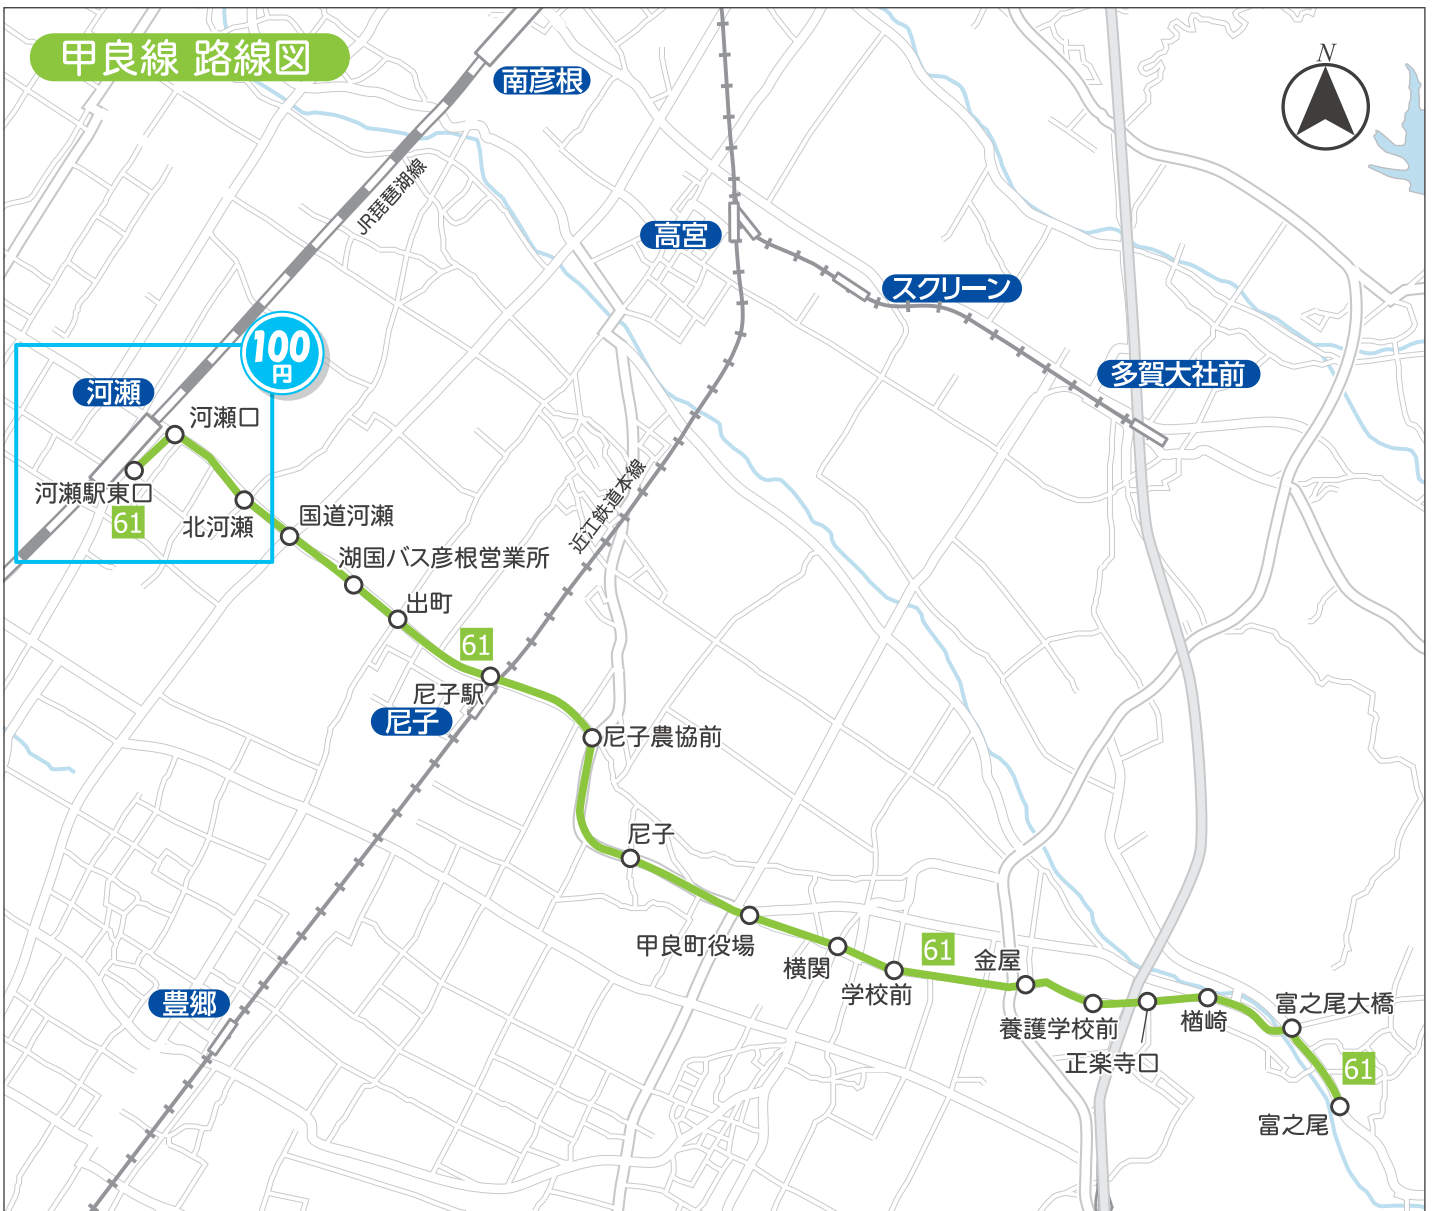 甲良線 路線図
N
南彦根
JR琵琶湖線
高宮
スクリーン
100
円
多賀大社前
河瀬
河瀬口
河瀬駅東口
61
北河瀬
国道河瀬
近江鉄道本線
湖国バス彦根営業所
出町
61
尼子駅
尼子
尼子農協前
尼子
甲良町役場
横関
学校前
61
金屋
養護学校前
正楽寺口
楢崎
富之尾大橋
61
富之尾
豊郷